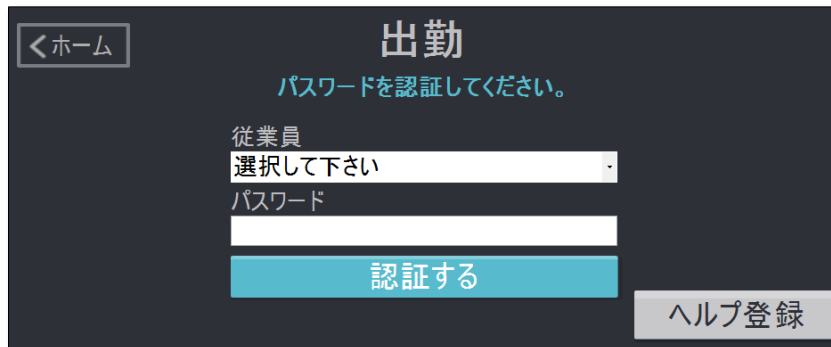 ホーム
出勤
パスワードを認証してください。
従業員
選択して下さい
パスワード
認証する
ヘルプ登録